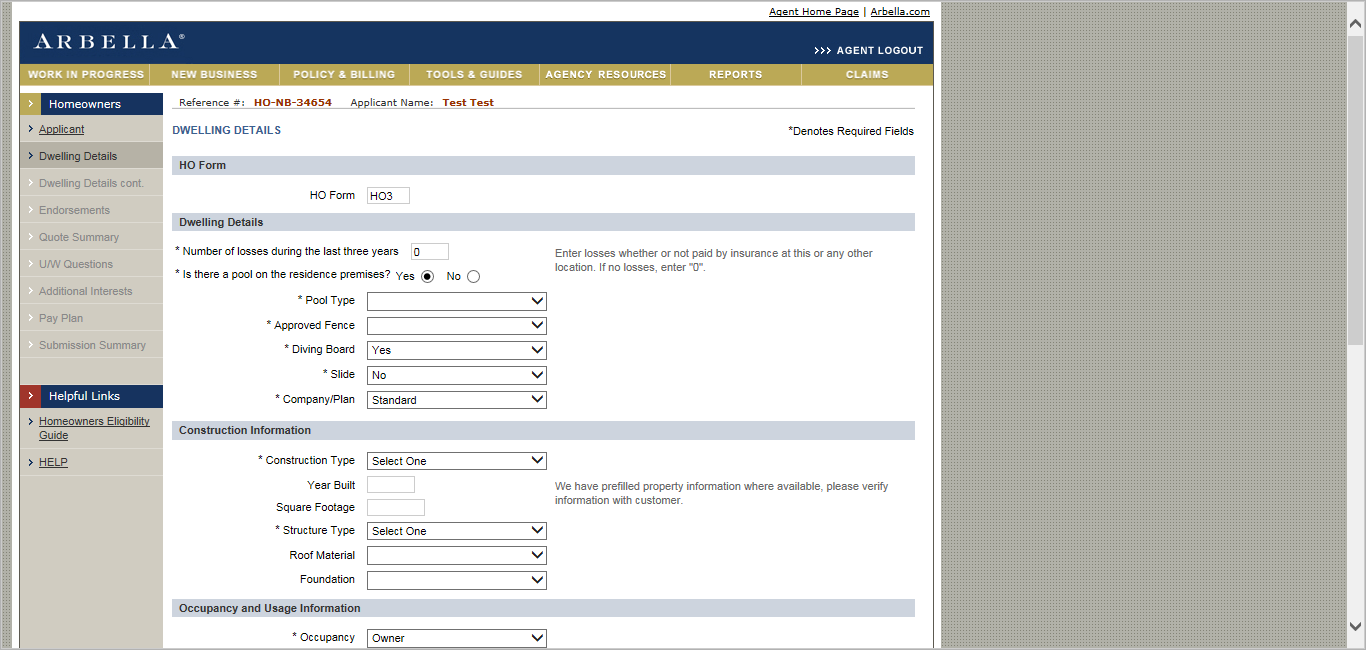 Agent Home Page | Arbella.com
ARBELLA®
>>> AGENT LOGOUT
WORK IN PROGRESS NEW BUSINESS POLICY & BILLING TOOLS & GUIDES AGENCY RESOURCES REPORTS CLAIMS
Homeowners
Applicant
Dwelling Details
Dwelling Details cont.
Endorsements
Quote Summary
U/W Questions
Additional Interests
Pay Plan
Submission Summary
Helpful Links
Homeowners Eligibility
Guide
HELP
Reference #: HO-NB-34654 Applicant Name: Test Test
DWELLING DETAILS
*Denotes Required Fields
HO Form
HO Form HO3
Dwelling Details
* Number of losses during the last three years 0
Enter losses whether or not paid by insurance at this or any other
location. If no losses, enter "0".
* Is there a pool on the residence premises? Yes No
* Pool Type
* Approved Fence
* Diving Board Yes
* Slide No
* Company/Plan Standard
Construction Information
* Construction Type Select One
Year Built
We have prefilled property information where available, please verify
information with customer.
Square Footage
* Structure Type Select One
Roof Material
Foundation
Occupancy and Usage Information
* Occupancy Owner